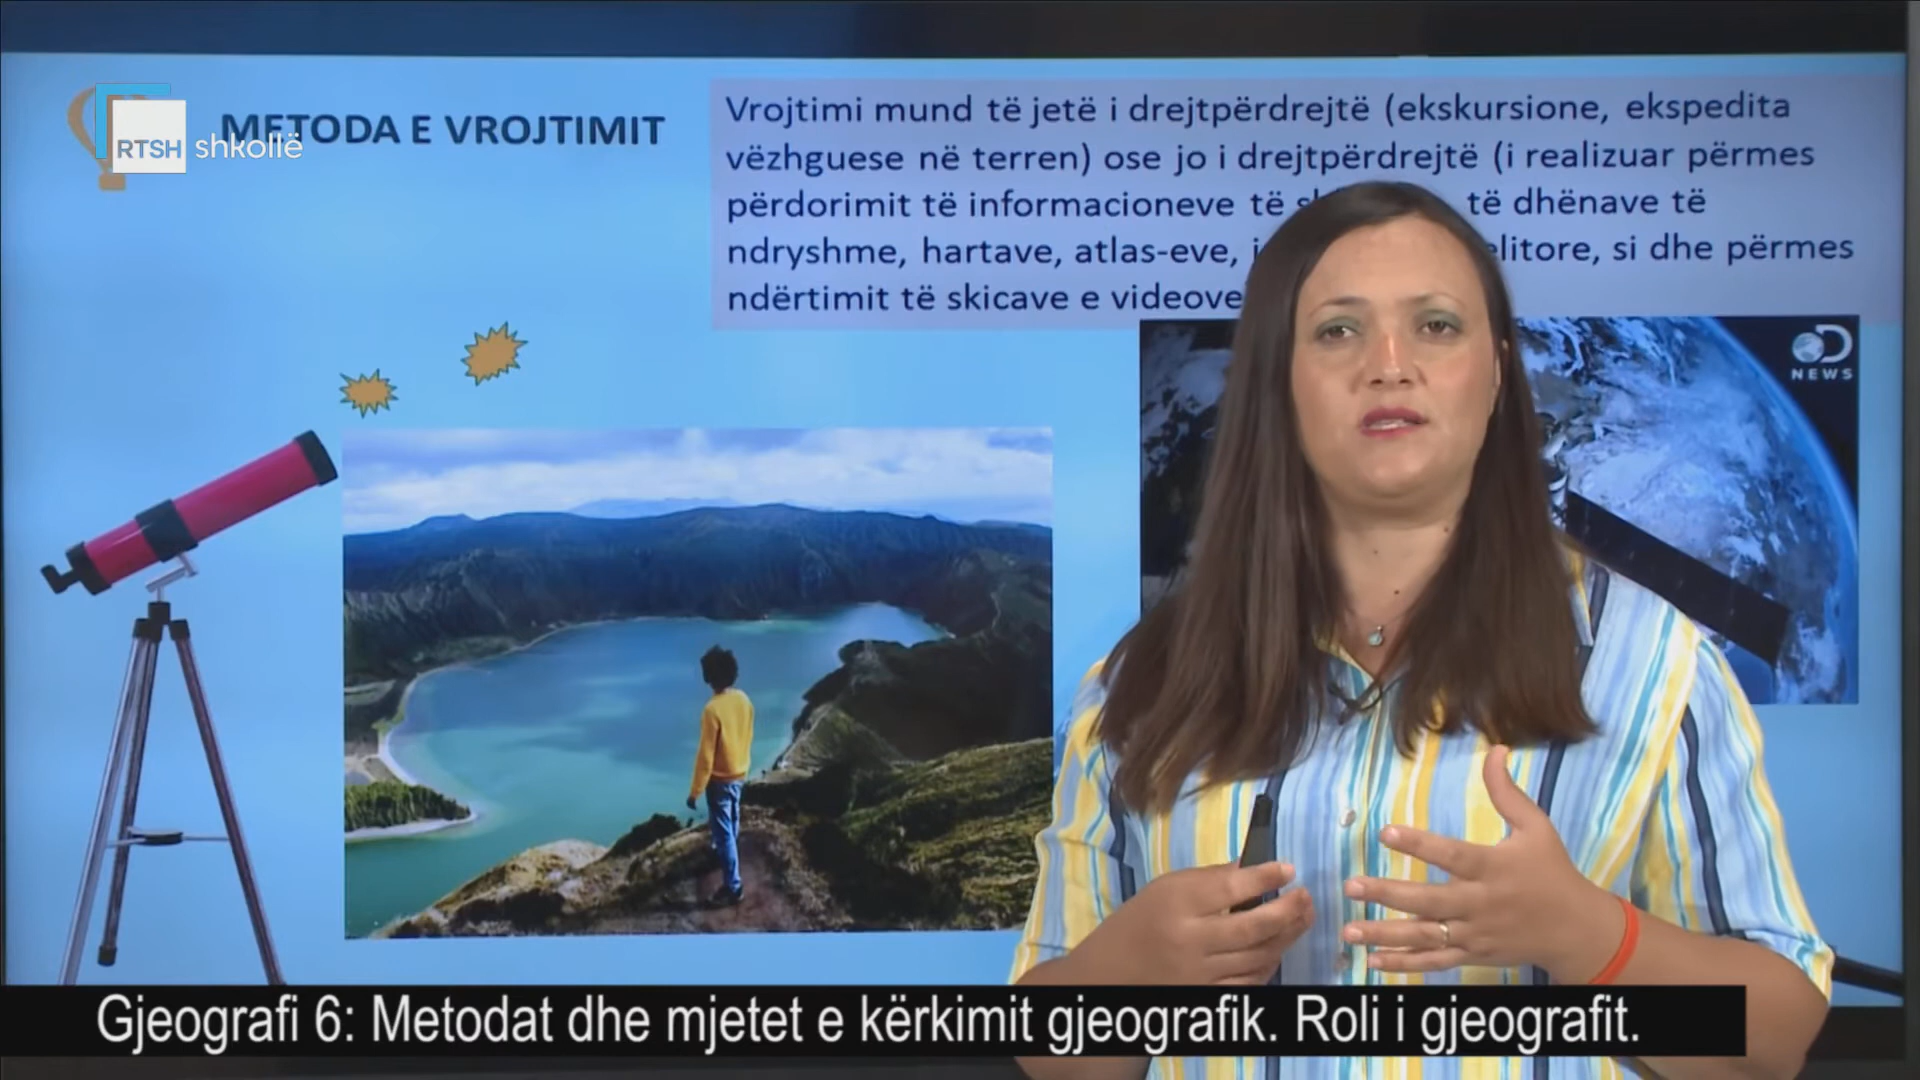 METODA E VROJTIMIT
RTSH shkollë
Vrojtimi mund të jetë i drejtpërdrejtë (ekskursione, ekspedita
vëzhguese në terren) ose jo i drejtpërdrejtë (i realizuar përmes
përdorimit të informacioneve të të dhënave të
ndryshme, hartave, atlas-eve, si dhe përmes
ndërtimit të skicave e videove
NEWS
Gjeografi 6: Metodat dhe mjetet e kërkimit gjeografik. Roli i gjeografit.